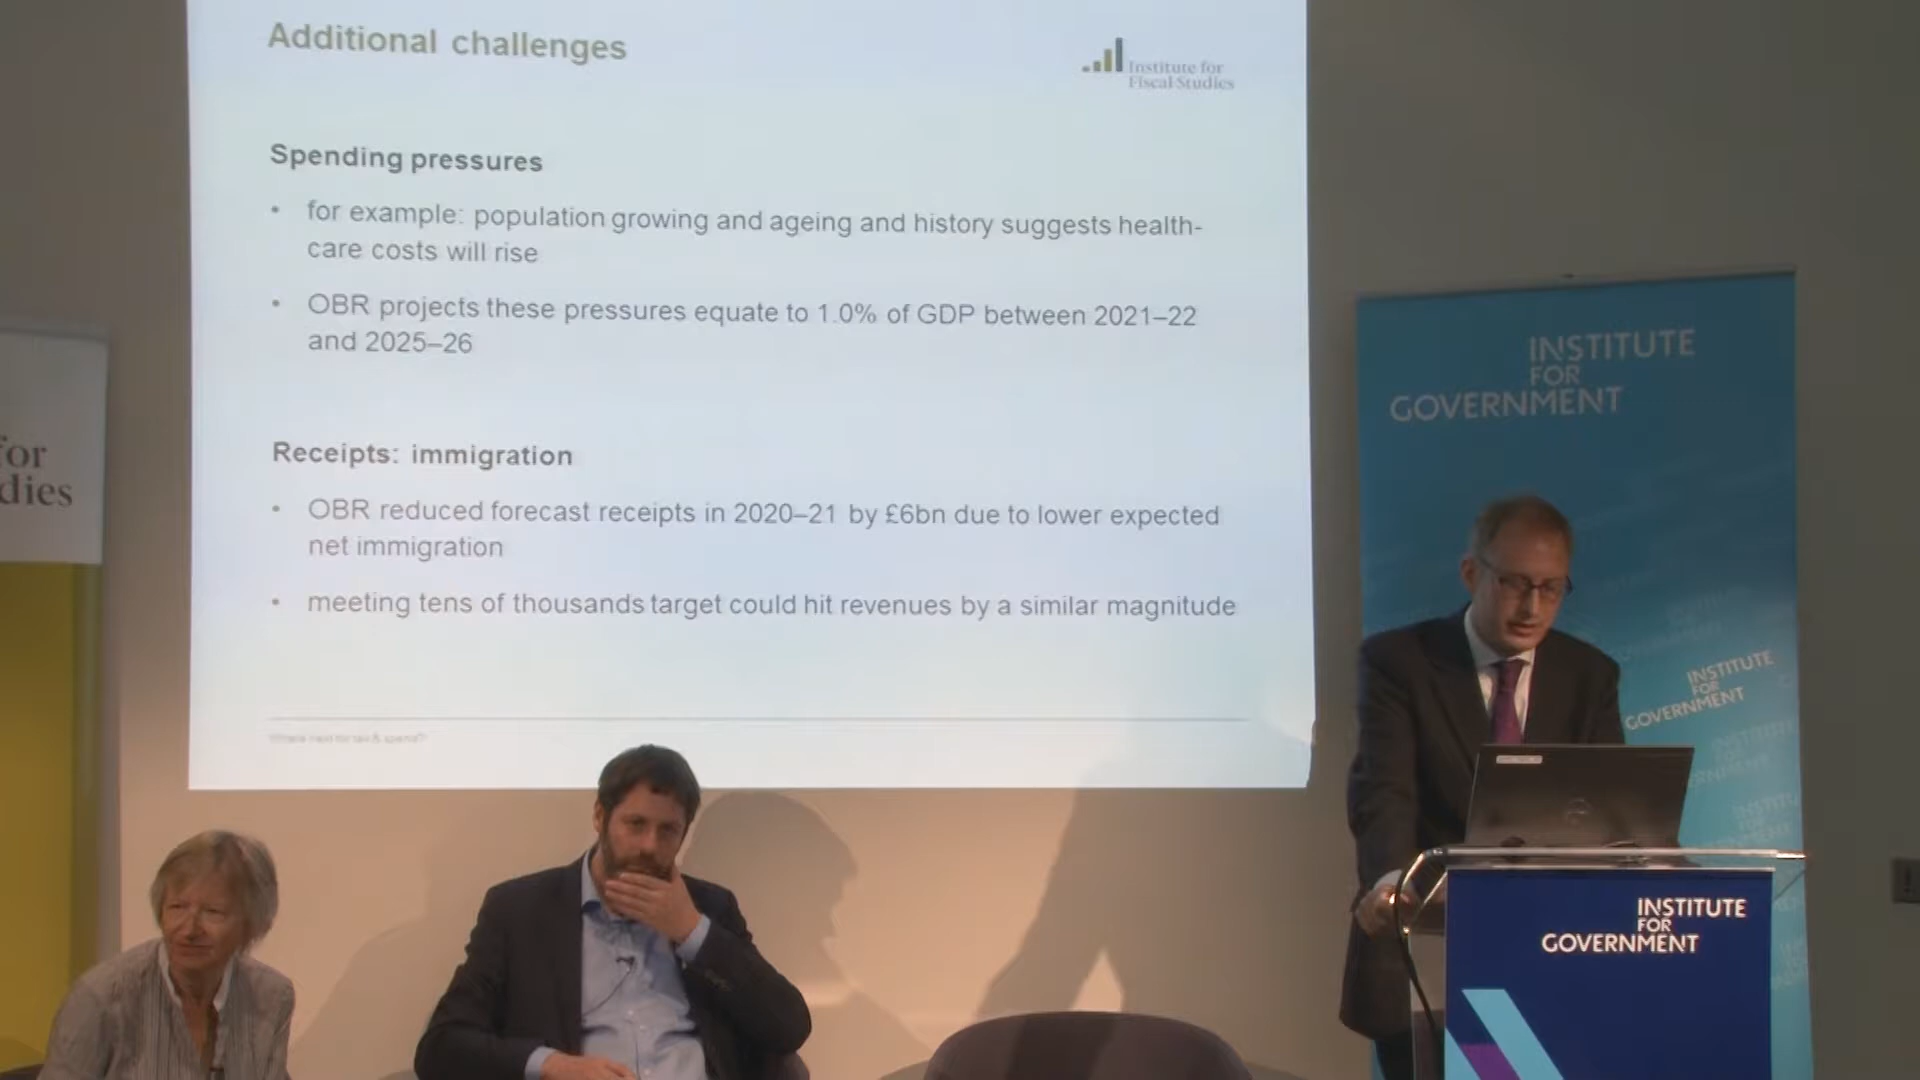 Additional challenges
Institute for
Fiscal Studies
Spending pressures
• for example: population growing and ageing and history suggests health-
care costs will rise
• OBR projects these pressures equate to 1.0% of GDP between 2021–22
and 2025–26
Receipts: immigration
• OBR reduced forecast receipts in 2020–21 by £6bn due to lower expected
net immigration
• meeting tens of thousands target could hit revenues by a similar magnitude
for
dies
INSTITUTE
FOR
GOVERNMENT
INSTITUTE
FOR
GOVERNMENT
INSTITUTE
FOR
GOVERNMENT